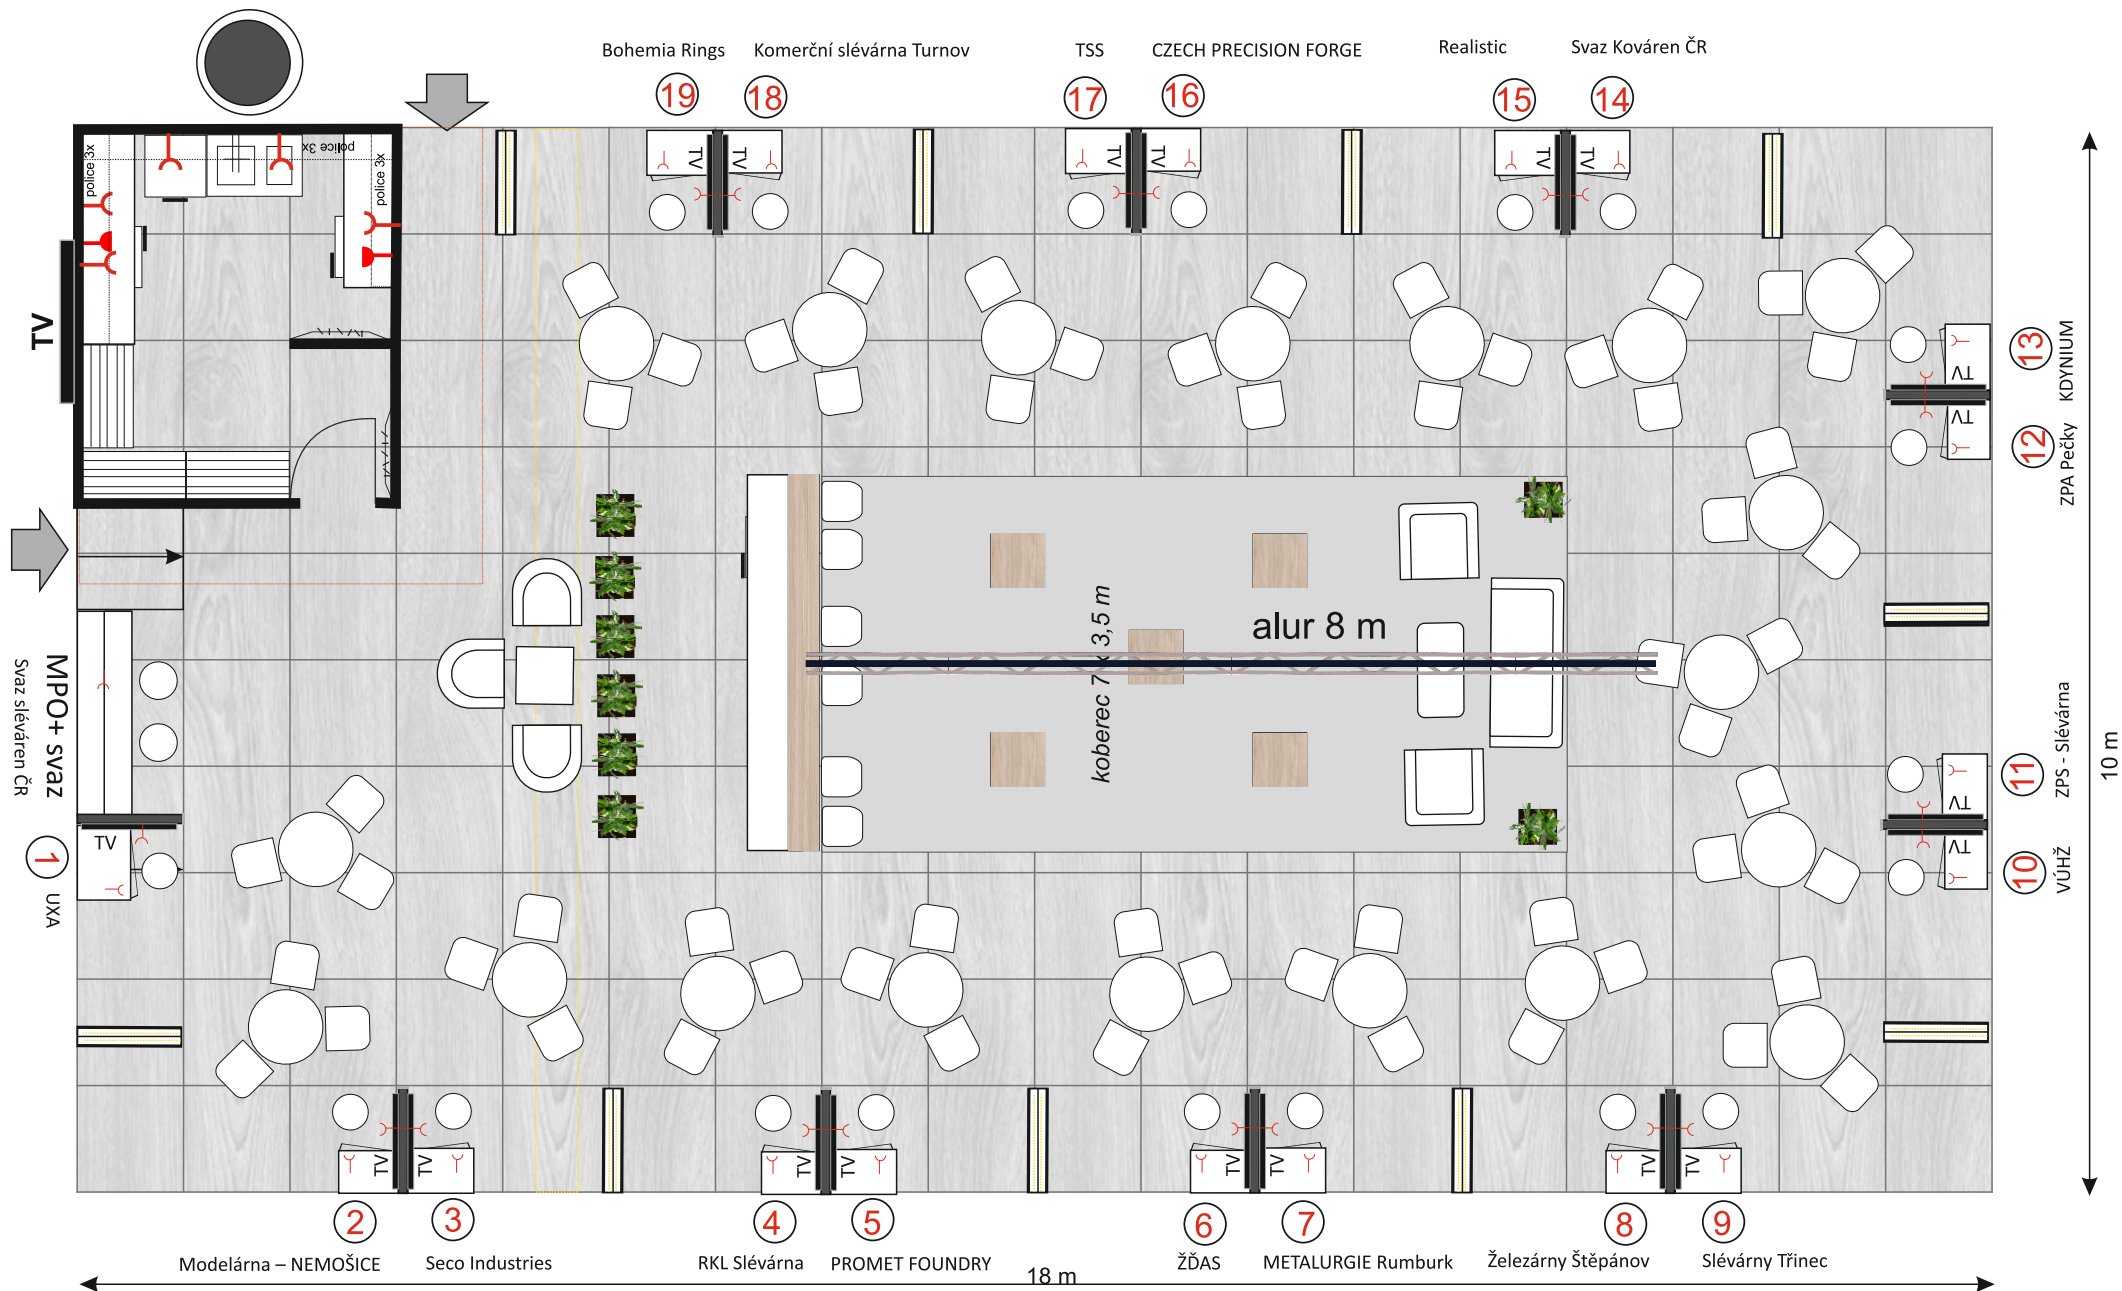 Bohemia Rings
Komerční slévárna Turnov
TSS
CZECH PRECISION FORGE
Realistic
Svaz Kováren ČR
19
18
17
16
15
14
police 3x
police 3x
police 3x
TV
TV
TV
TV
TV
TV
TV
TV
13
KDYNIUM
TV
TV
12
ZPA Pečky
alur 8 m
koberec 7 x 3,5 m
MPO+ svaz
Svaz sléváren ČR
TV
1
UXA
11
ZPS - Slévárna
TV
TV
10
VÚHŽ
10 m
TV
TV
TV
TV
TV
TV
TV
TV
2
3
4
5
6
7
8
9
Modelárna – NEMOŠICE
Seco Industries
RKL Slévárna
PROMET FOUNDRY
ŽĎAS
METALURGIE Rumburk
Železárny Štěpánov
Slévárny Třinec
18 m